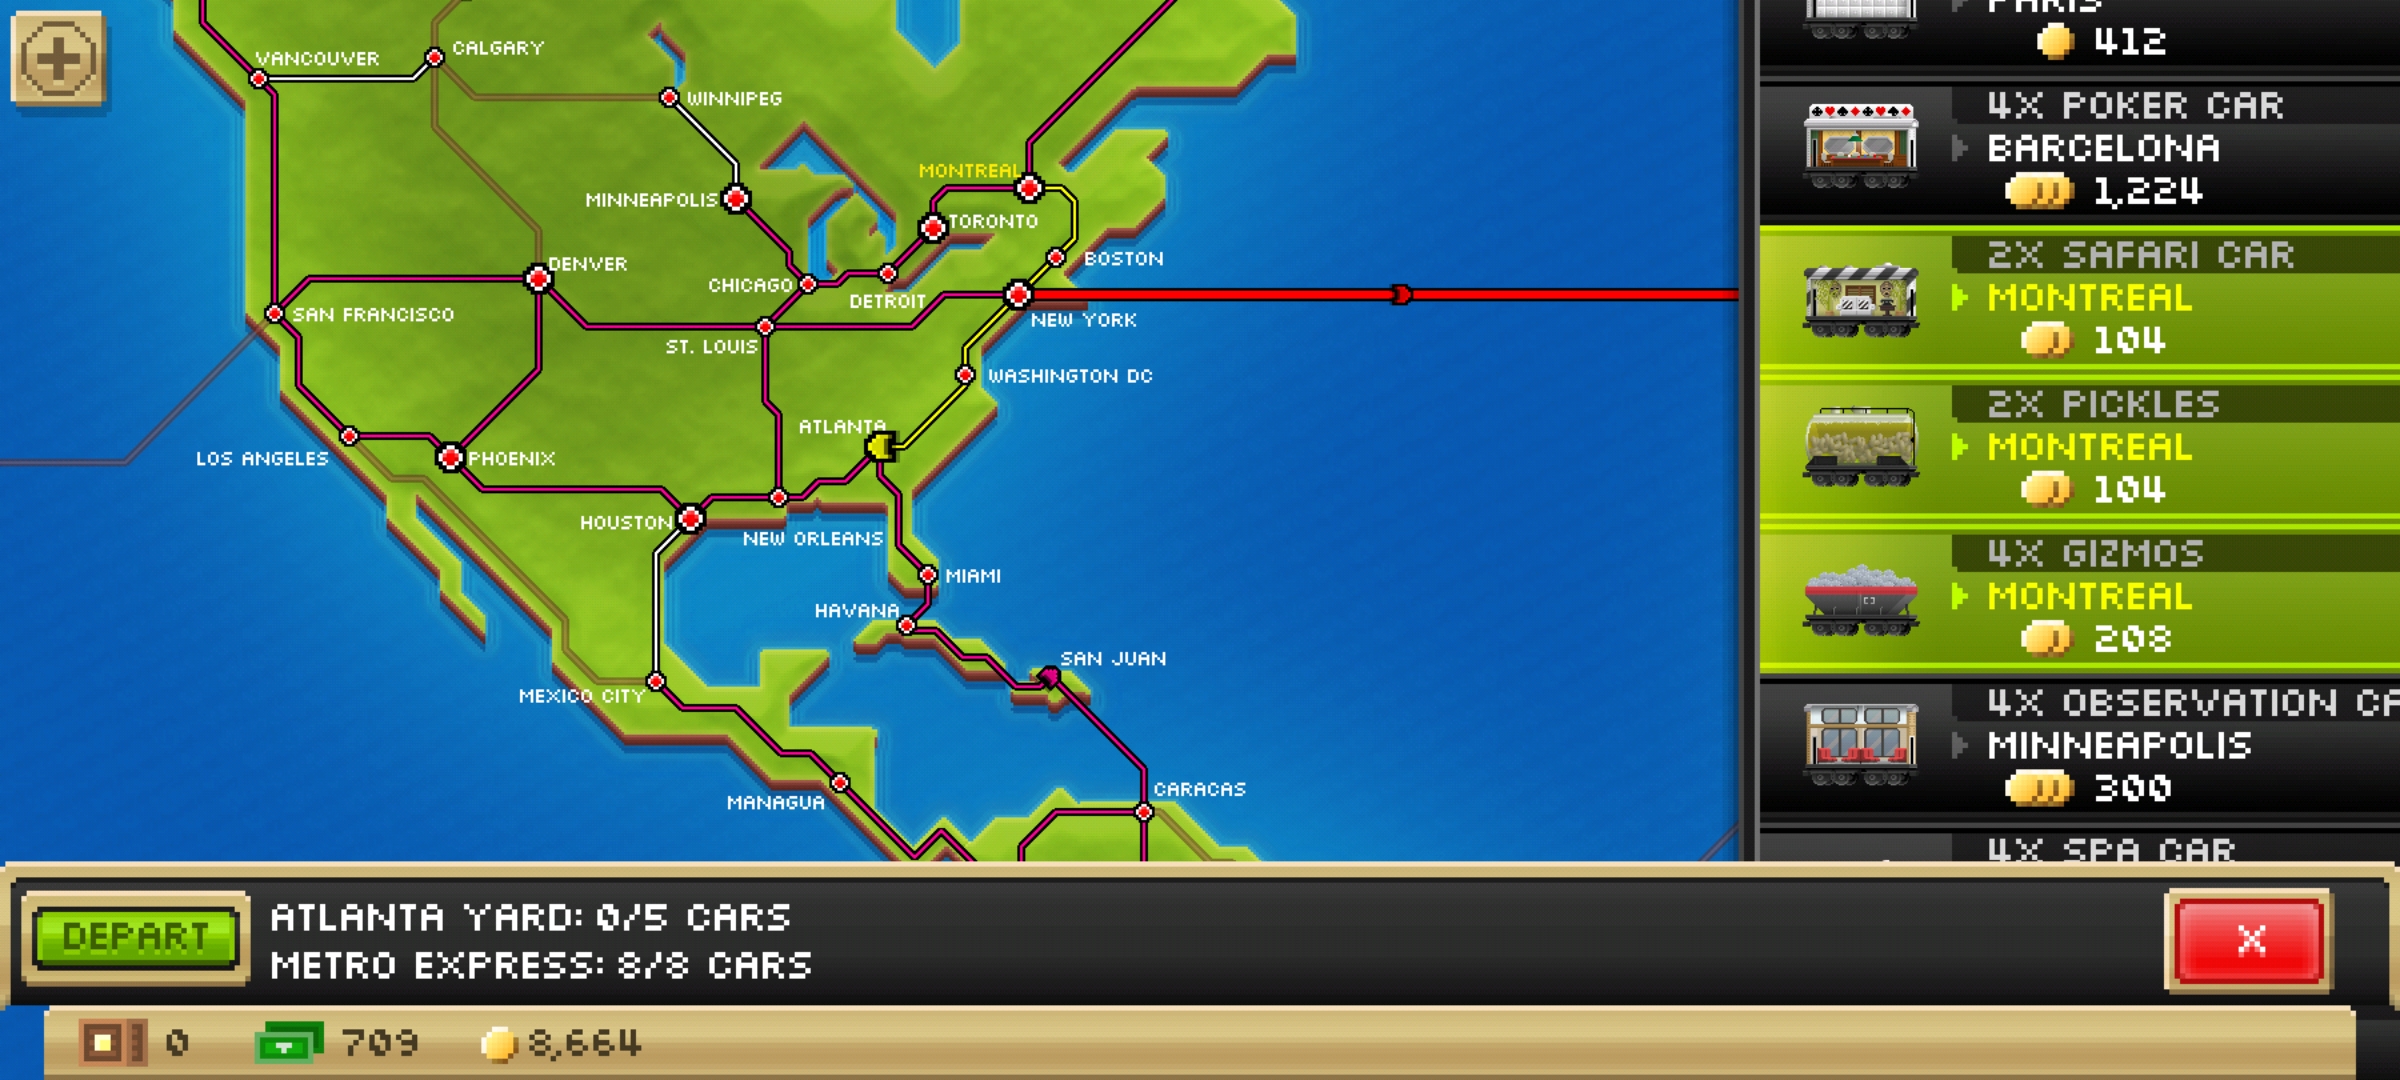 VANCOUVER
CALGARY
WINNIPEG
MINNEAPOLIS
MONTREAL
TORONTO
BOSTON
DENVER
CHICAGO
DETROIT
SAN FRANCISCO
NEW YORK
ST. LOUIS
WASHINGTON DC
ATLANTA
LOS ANGELES
PHOENIX
HOUSTON
NEW ORLEANS
MIAMI
HAVANA
SAN JUAN
MEXICO CITY
MANAGUA
CARACAS
PARIS
412
4X POKER CAR
BARCELONA
1,224
2X SAFARI CAR
MONTREAL
104
2X PICKLES
MONTREAL
104
4X GIZMOS
MONTREAL
208
4X OBSERVATION CA
MINNEAPOLIS
300
4X SPA CAR
DEPART
ATLANTA YARD: 0/5 CARS
METRO EXPRESS: 8/8 CARS
X
0
709
8,664